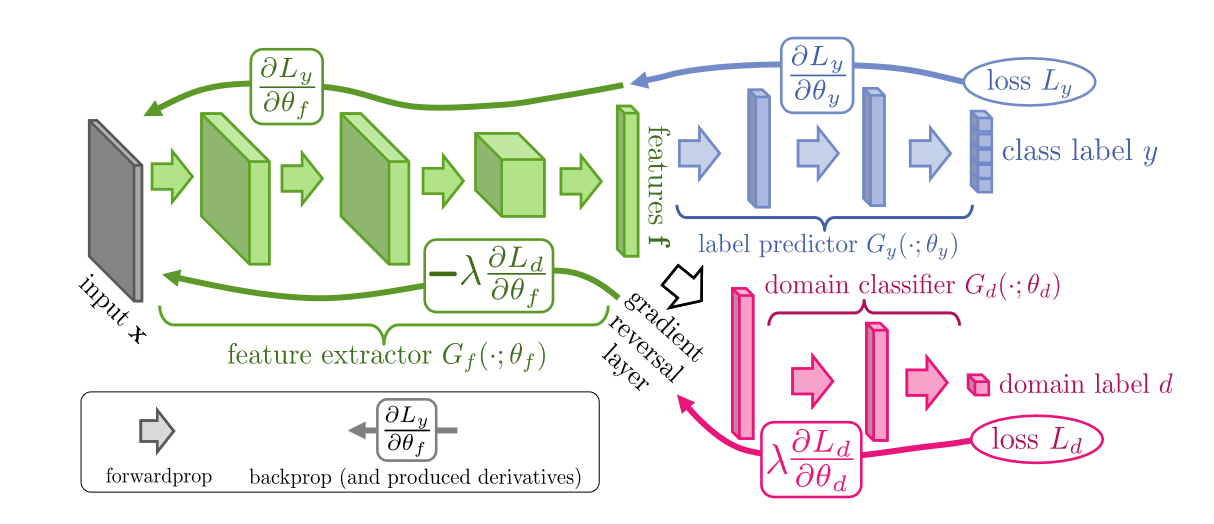 ∂L_y/∂θ_f
∂L_y/∂θ_y
loss L_y
class label y
features f
label predictor G_y(·; θ_y)
input x
−λ ∂L_d/∂θ_f
feature extractor G_f(·; θ_f)
gradient
reversal
layer
domain classifier G_d(·; θ_d)
domain label d
loss L_d
λ ∂L_d/∂θ_d
forwardprop
∂L_y/∂θ_f
backprop (and produced derivatives)